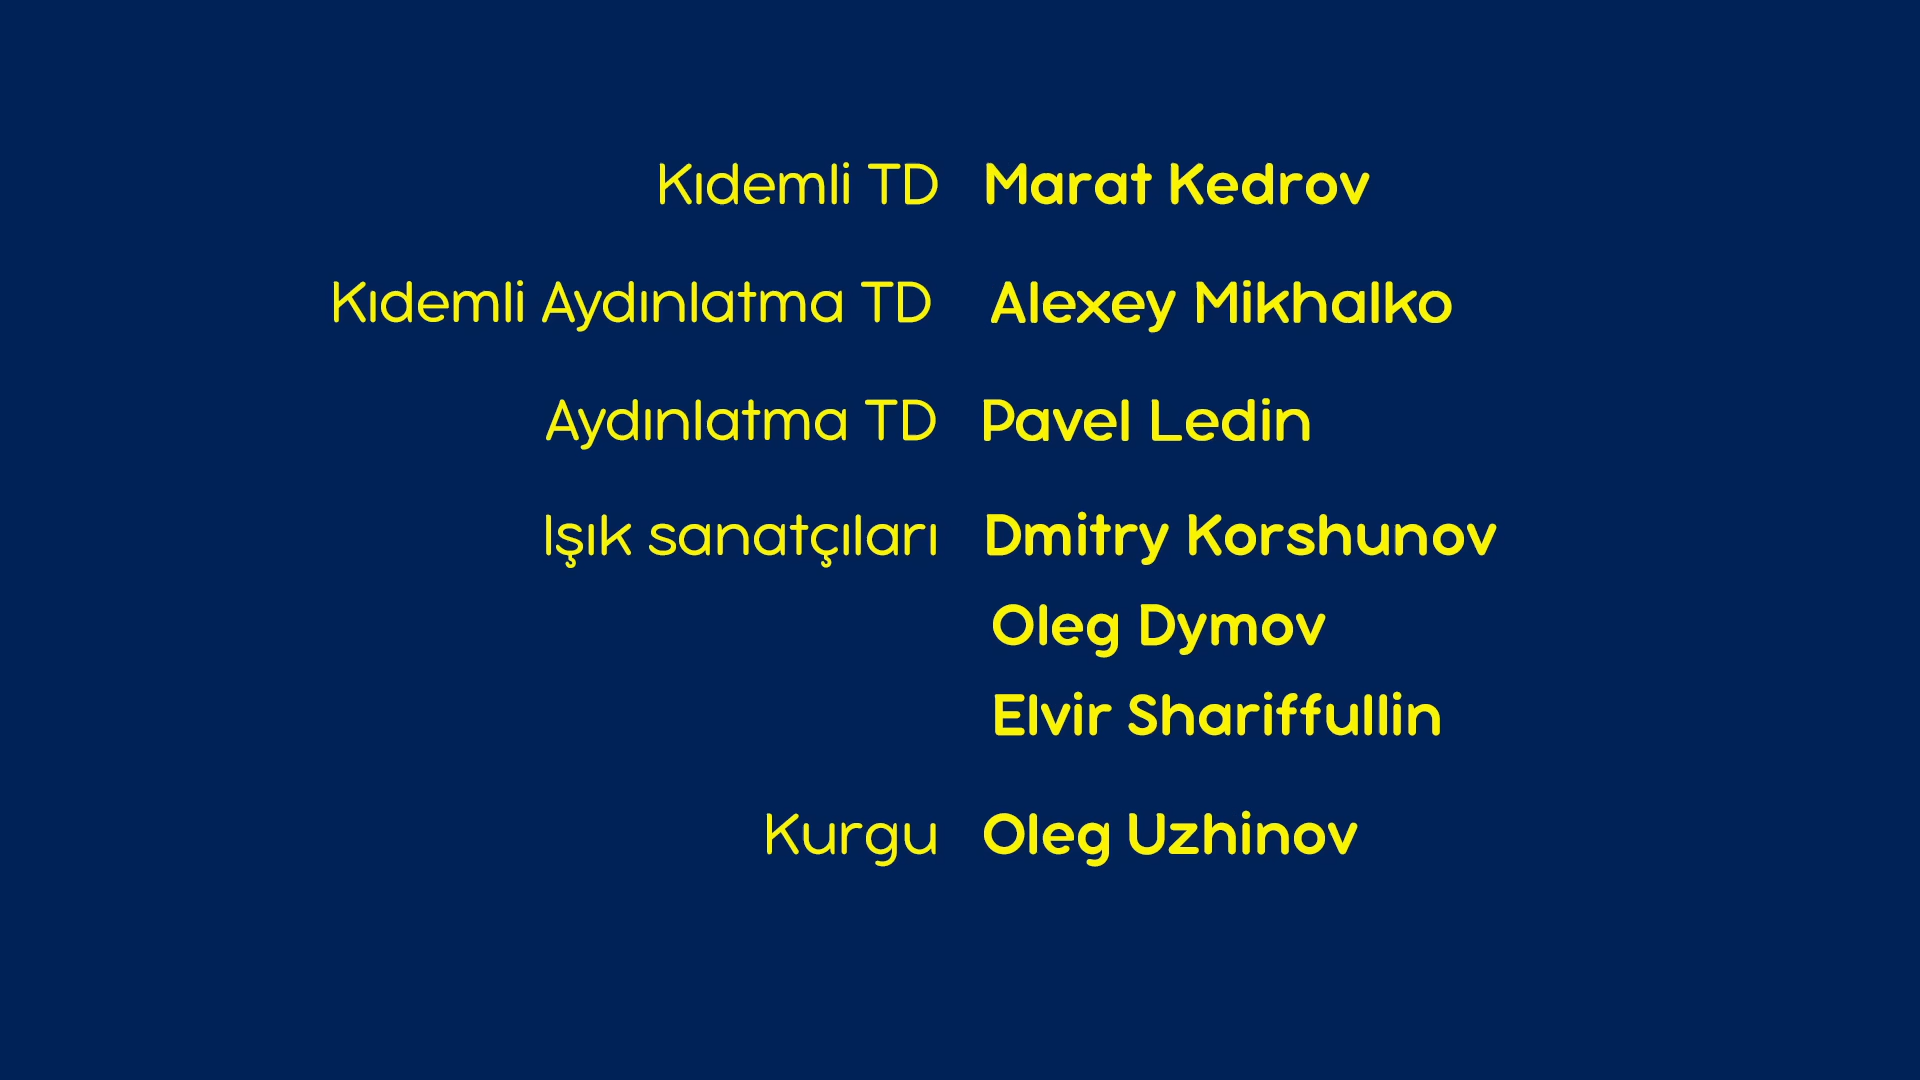 Kıdemli TD Marat Kedrov
Kıdemli Aydınlatma TD Alexey Mikhalko
Aydınlatma TD Pavel Ledin
Işık sanatçıları Dmitry Korshunov
Oleg Dymov
Elvir Shariffullin
Kurgu Oleg Uzhinov